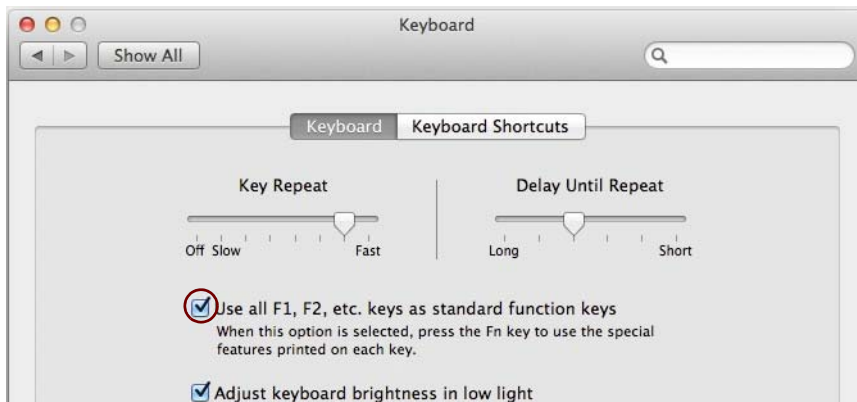 Keyboard
Show All
Keyboard Keyboard Shortcuts
Key Repeat Delay Until Repeat
Off Slow Fast Long Short
Use all F1, F2, etc. keys as standard function keys
When this option is selected, press the Fn key to use the special
features printed on each key.
Adjust keyboard brightness in low light